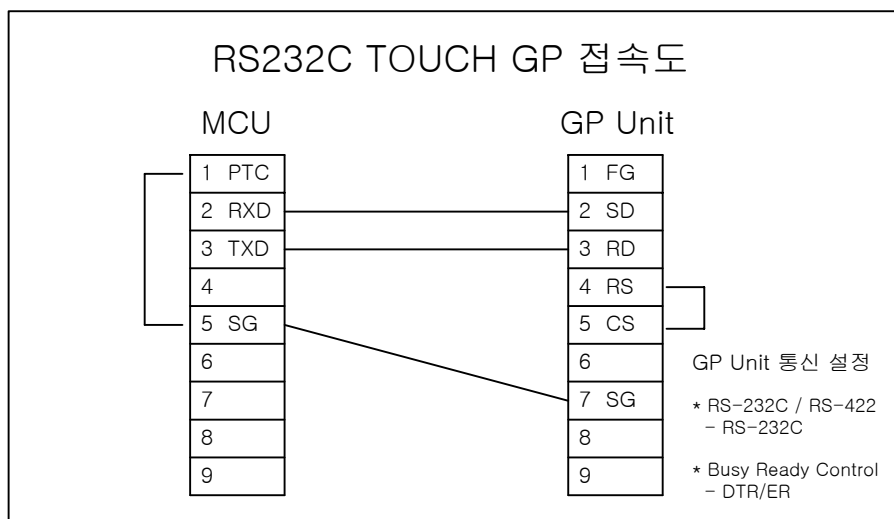 RS232C TOUCH GP 접속도
MCU
1 PTC
2 RXD
3 TXD
4
5 SG
6
7
8
9
GP Unit
1 FG
2 SD
3 RD
4 RS
5 CS
6
7 SG
8
9
GP Unit 통신 설정
* RS-232C / RS-422
- RS-232C
* Busy Ready Control
- DTR/ER